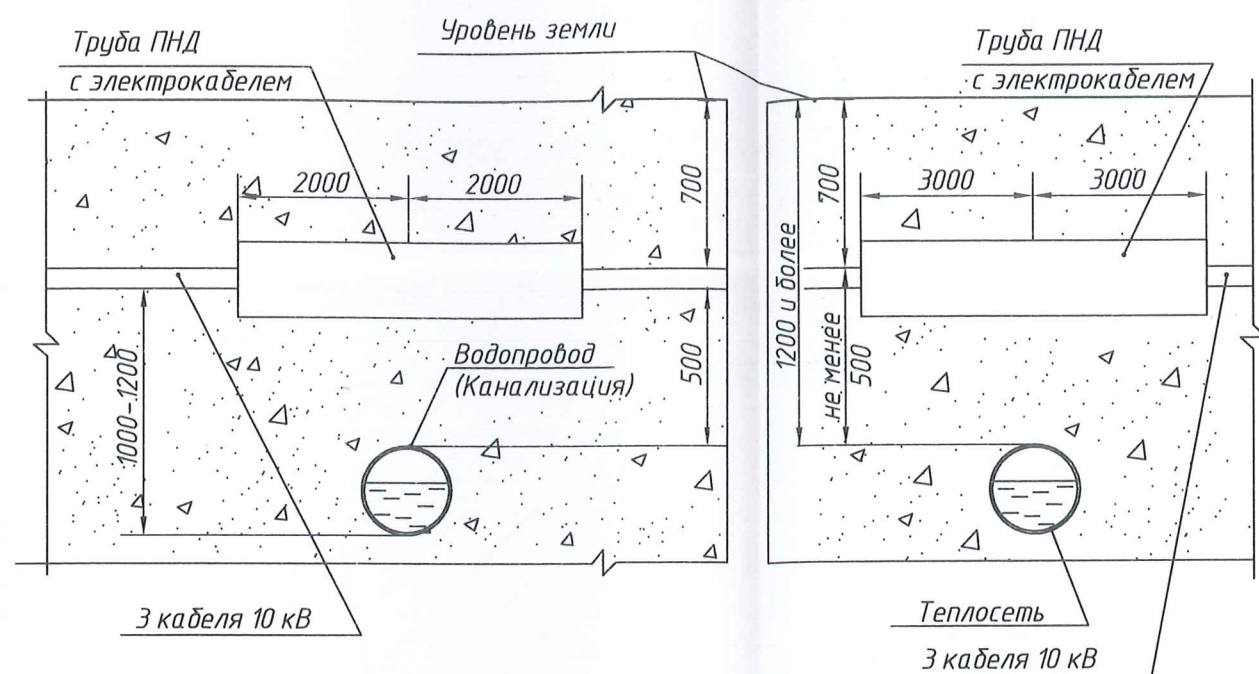 Труба ПНД
с электрокабелем
Уровень земли
Труба ПНД
с электрокабелем
2000
2000
700
3000
3000
700
1200 и более
не менее
500
500
1000-1200
Водопровод
(Канализация)
3 кабеля 10 кВ
Теплосеть
3 кабеля 10 кВ